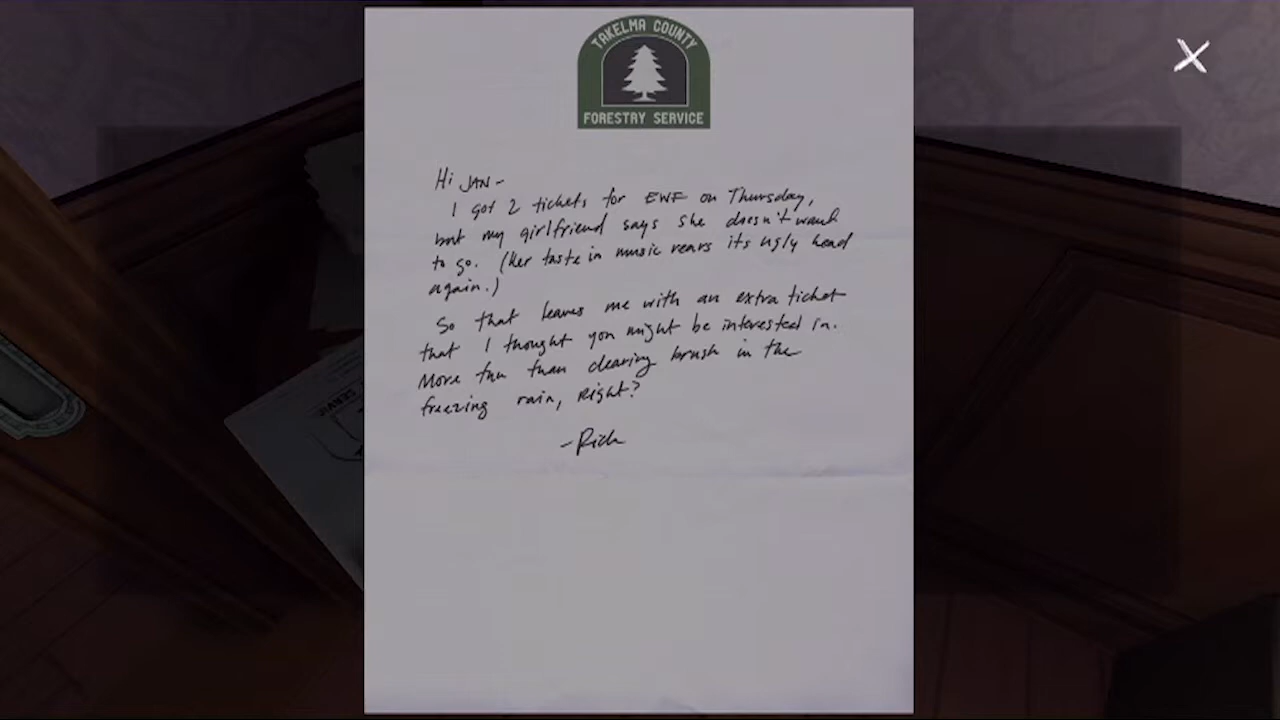 TAKELMA COUNTY
FORESTRY SERVICE
Hi JAN-
I got 2 tickets for EWF on Thursday,
but my girlfriend says she doesn't want
to go. (Her taste in music rears its ugly head
again.)
So that leaves me with an extra ticket
that I thought you might be interested in.
More fun than clearing brush in the
freezing rain, Right?
-Rich
SERVIC